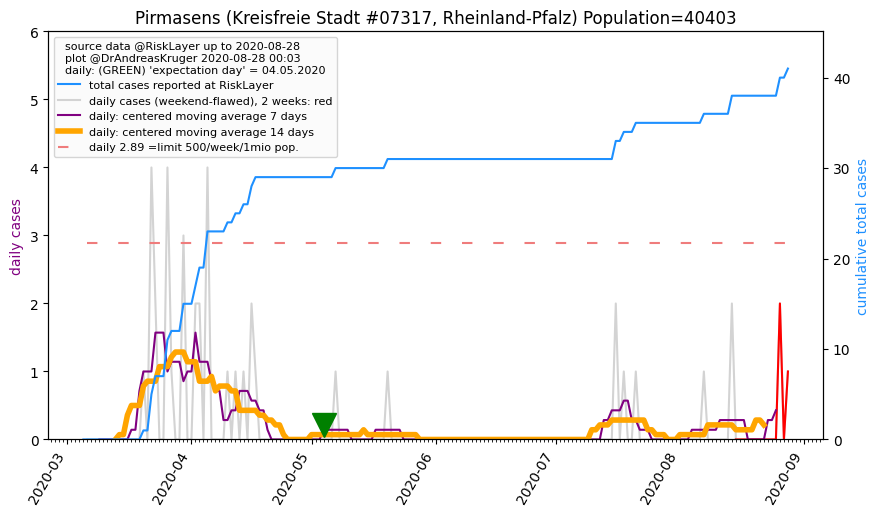 Pirmasens (Kreisfreie Stadt #07317, Rheinland-Pfalz) Population=40403
source data @RiskLayer up to 2020-08-28
plot @DrAndreasKruger 2020-08-28 00:03
daily: (GREEN) 'expectation day' = 04.05.2020
total cases reported at RiskLayer
daily cases (weekend-flawed), 2 weeks: red
daily: centered moving average 7 days
daily: centered moving average 14 days
daily 2.89 =limit 500/week/1mio pop.
daily cases
6
5
4
3
2
1
0
cumulative total cases
40
30
20
10
0
2020-03
2020-04
2020-05
2020-06
2020-07
2020-08
2020-09